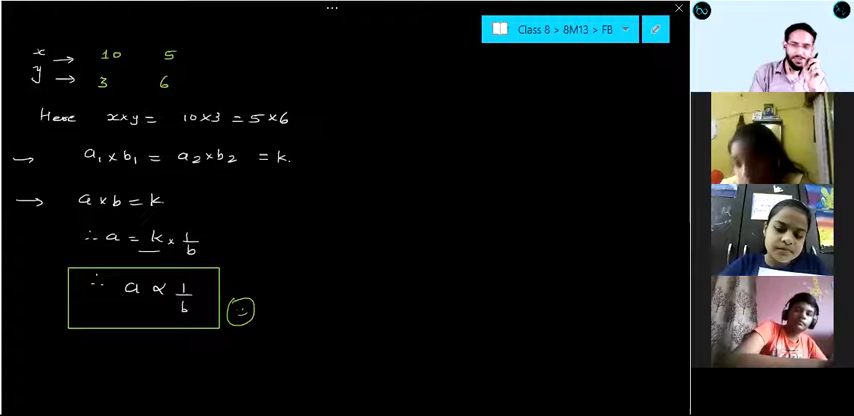 Class 8 > 8M13 > FB
x → 10 5
y → 3 6
Here x×y = 10×3 = 5×6
→ a₁×b₁ = a₂×b₂ = k.
→ a×b = k
∴ a = k × 1/b
∴ a ∝ 1/b